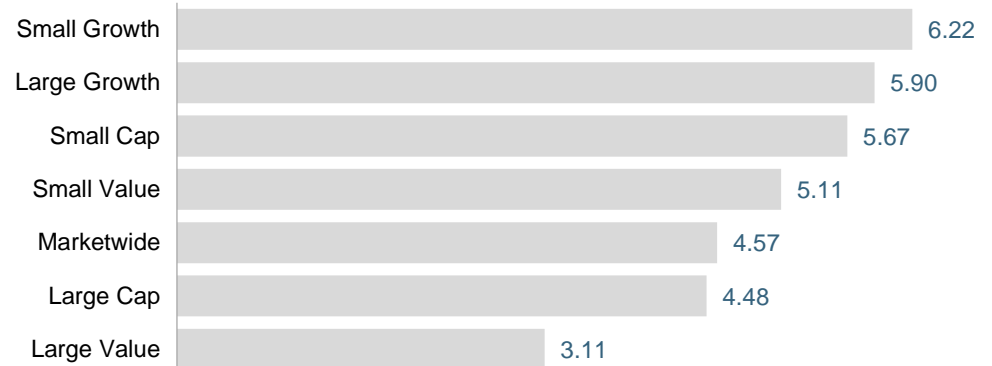 Small Growth 6.22
Large Growth 5.90
Small Cap 5.67
Small Value 5.11
Marketwide 4.57
Large Cap 4.48
Large Value 3.11